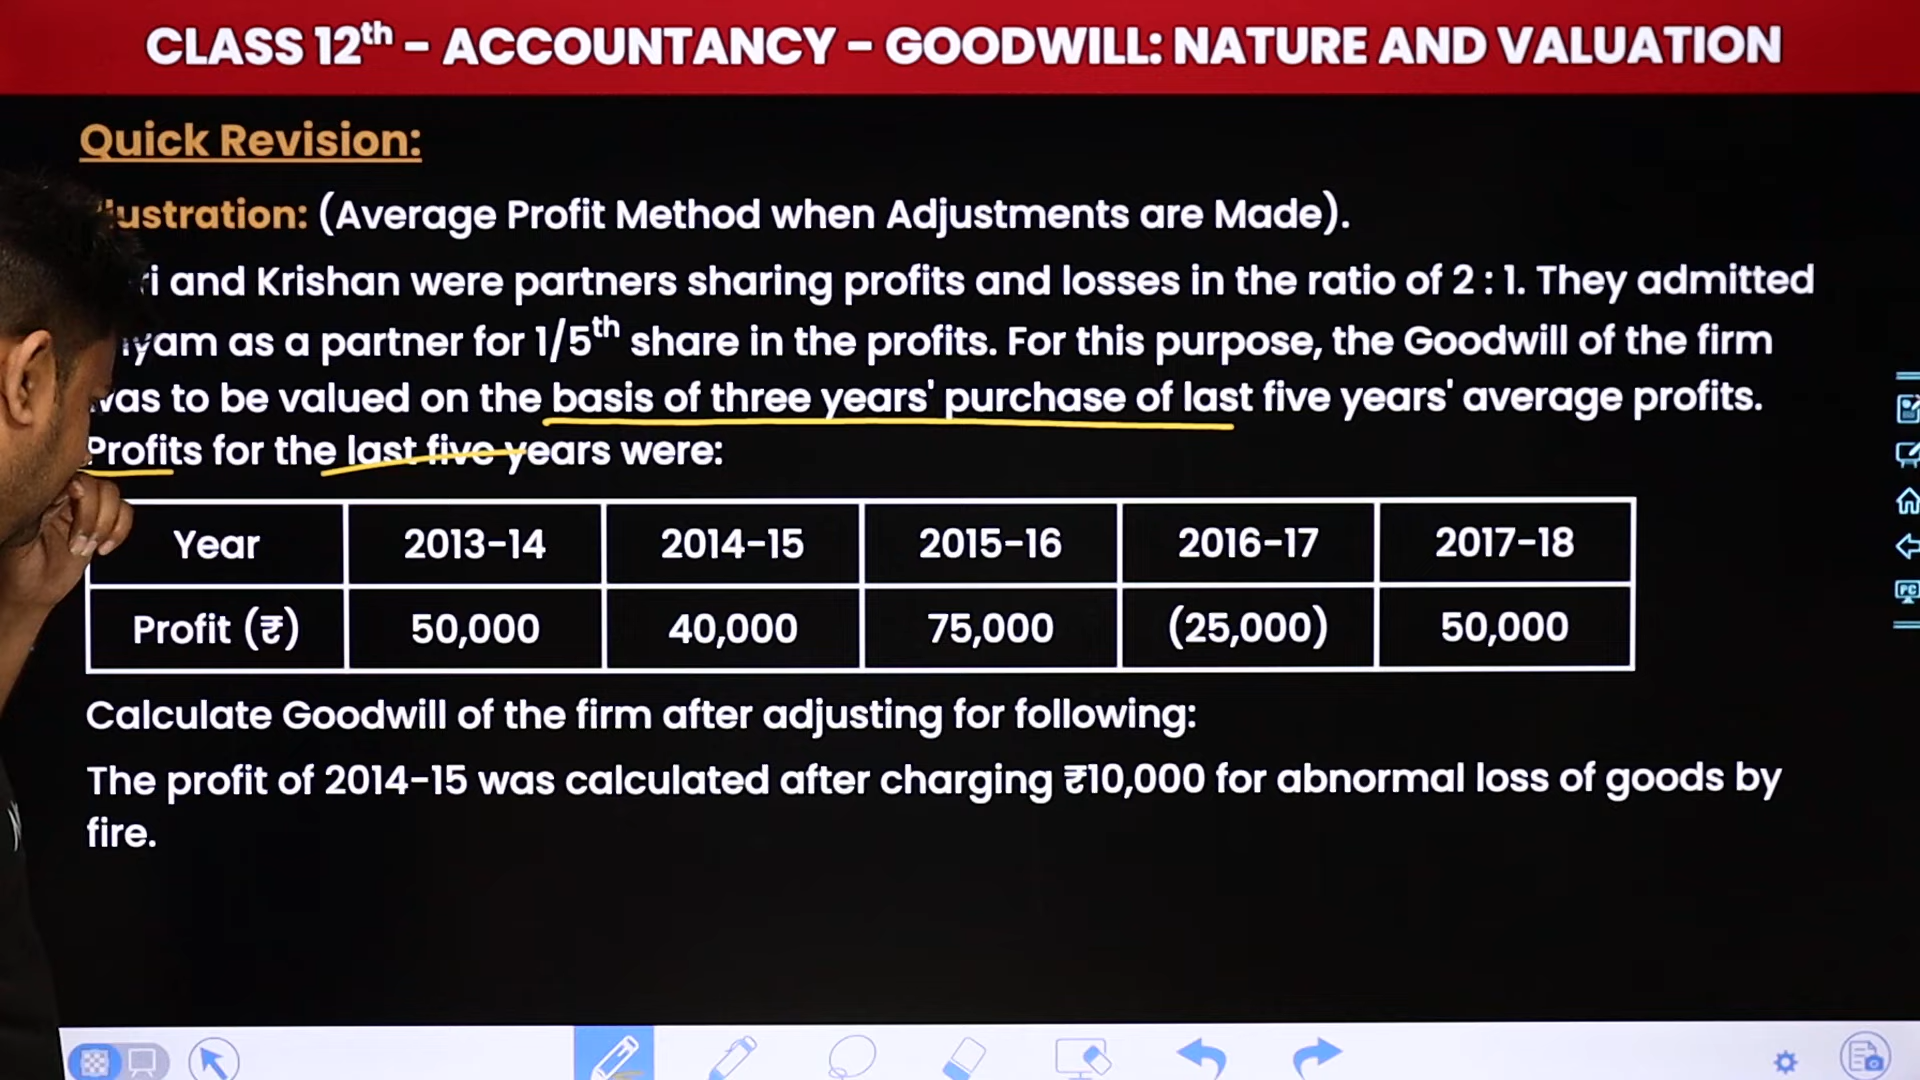 CLASS 12th - ACCOUNTANCY - GOODWILL: NATURE AND VALUATION
Quick Revision:
lustration: (Average Profit Method when Adjustments are Made).
ri and Krishan were partners sharing profits and losses in the ratio of 2 : 1. They admitted
yam as a partner for 1/5th share in the profits. For this purpose, the Goodwill of the firm
was to be valued on the basis of three years' purchase of last five years' average profits.
Profits for the last five years were:
Year 2013-14 2014-15 2015-16 2016-17 2017-18
Profit (₹) 50,000 40,000 75,000 (25,000) 50,000
Calculate Goodwill of the firm after adjusting for following:
The profit of 2014-15 was calculated after charging ₹10,000 for abnormal loss of goods by
fire.
PC